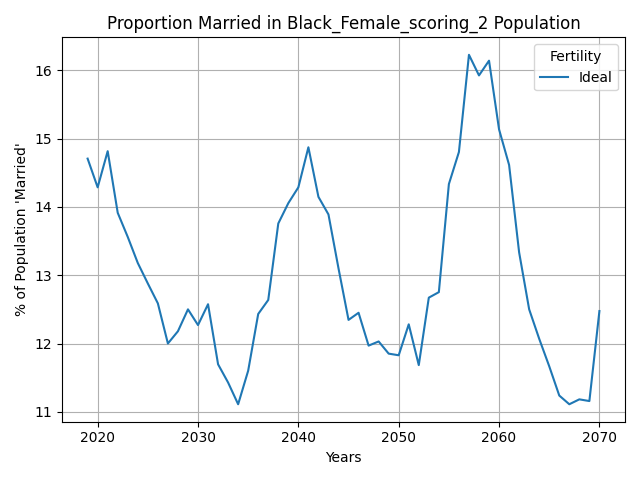 Proportion Married in Black_Female_scoring_2 Population
Fertility
Ideal
% of Population 'Married'
16
15
14
13
12
11
2020 2030 2040 2050 2060 2070
Years